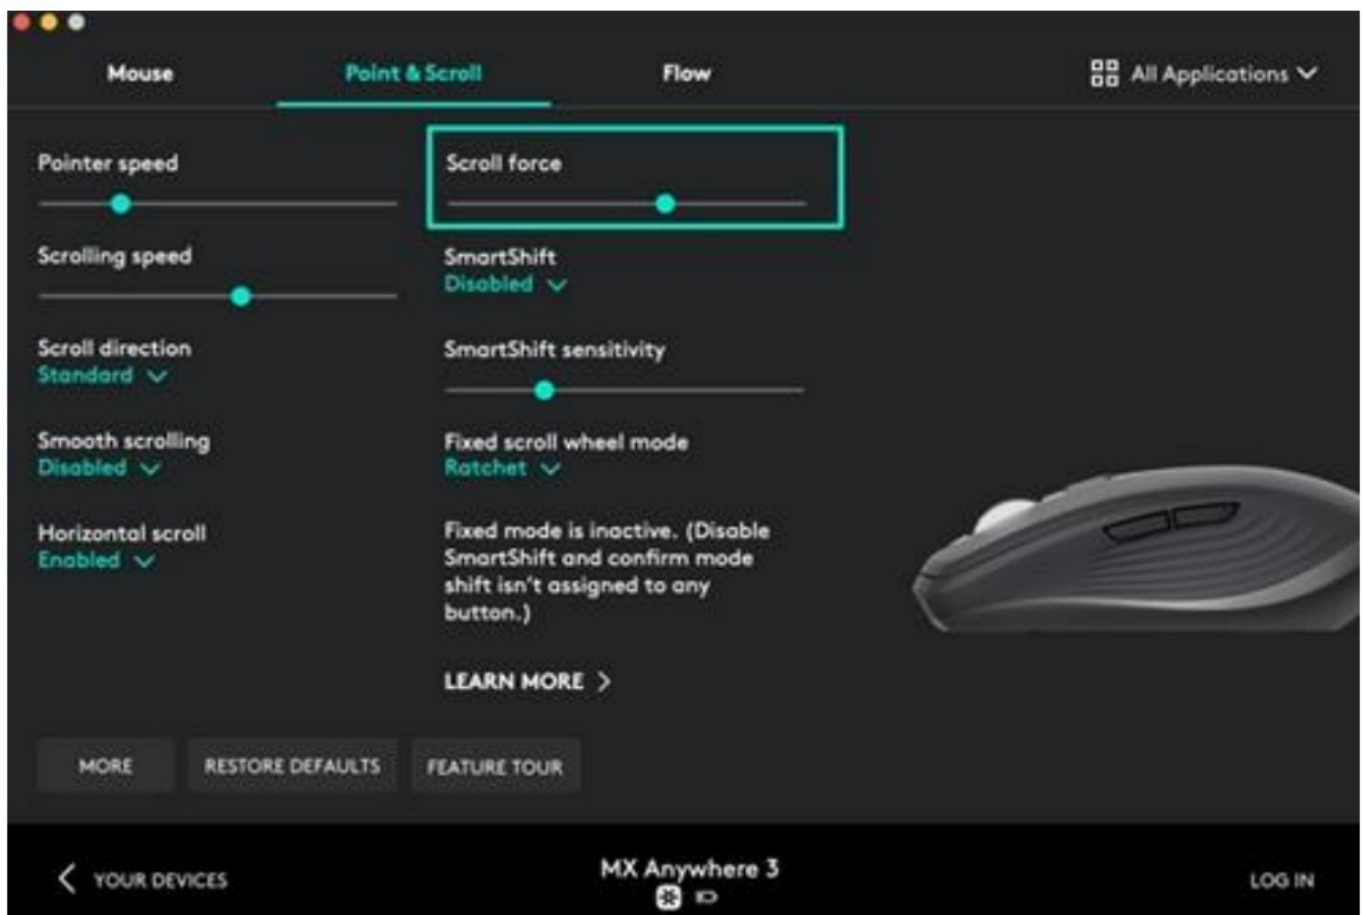 Mouse
Point & Scroll
Flow
All Applications
Pointer speed
Scrolling speed
Scroll direction
Standard
Smooth scrolling
Disabled
Horizontal scroll
Enabled
Scroll force
SmartShift
Disabled
SmartShift sensitivity
Fixed scroll wheel mode
Ratchet
Fixed mode is inactive. (Disable
SmartShift and confirm mode
shift isn't assigned to any
button.)
LEARN MORE
MORE
RESTORE DEFAULTS
FEATURE TOUR
YOUR DEVICES
MX Anywhere 3
LOG IN